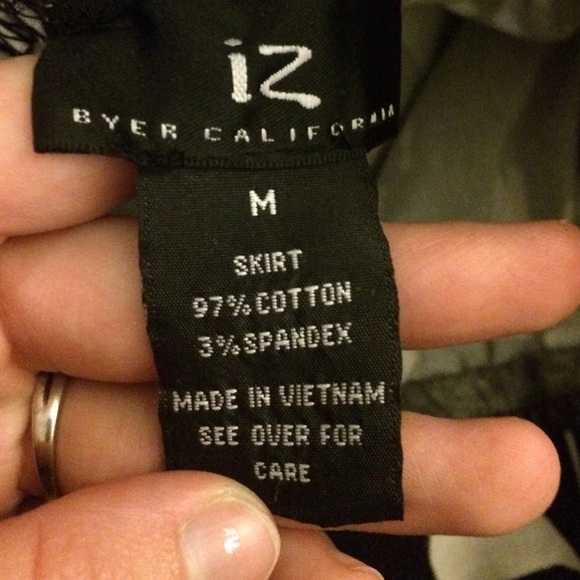 iz
BYER CALIFORNIA
M
SKIRT
97% COTTON
3% SPANDEX
MADE IN VIETNAM
SEE OVER FOR
CARE